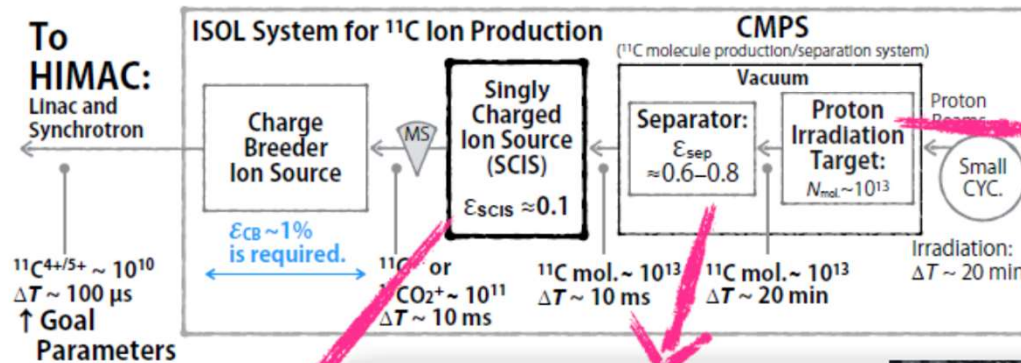 To
HIMAC:
Linac and
Synchrotron
ISOL System for ¹¹C Ion Production
CMPS
(¹¹C molecule production/separation system)
Vacuum
Charge
Breeder
Ion Source
MS
Singly
Charged
Ion Source
(SCIS)
εSCIS ≈0.1
Separator:
εsep
≈0.6–0.8
Proton
Irradiation
Target:
Nmol.~10¹³
Proton
Small
CYC.
εCB ~1%
is required.
Irradiation:
ΔT ~ 20 min
¹¹C⁴⁺/⁵⁺ ~ 10¹⁰
ΔT ~ 100 μs
↑ Goal
Parameters
or
CO₂⁺~ 10¹¹
ΔT ~ 10 ms
¹¹C mol.~ 10¹³
ΔT ~ 10 ms
¹¹C mol.~ 10¹³
ΔT ~ 20 min